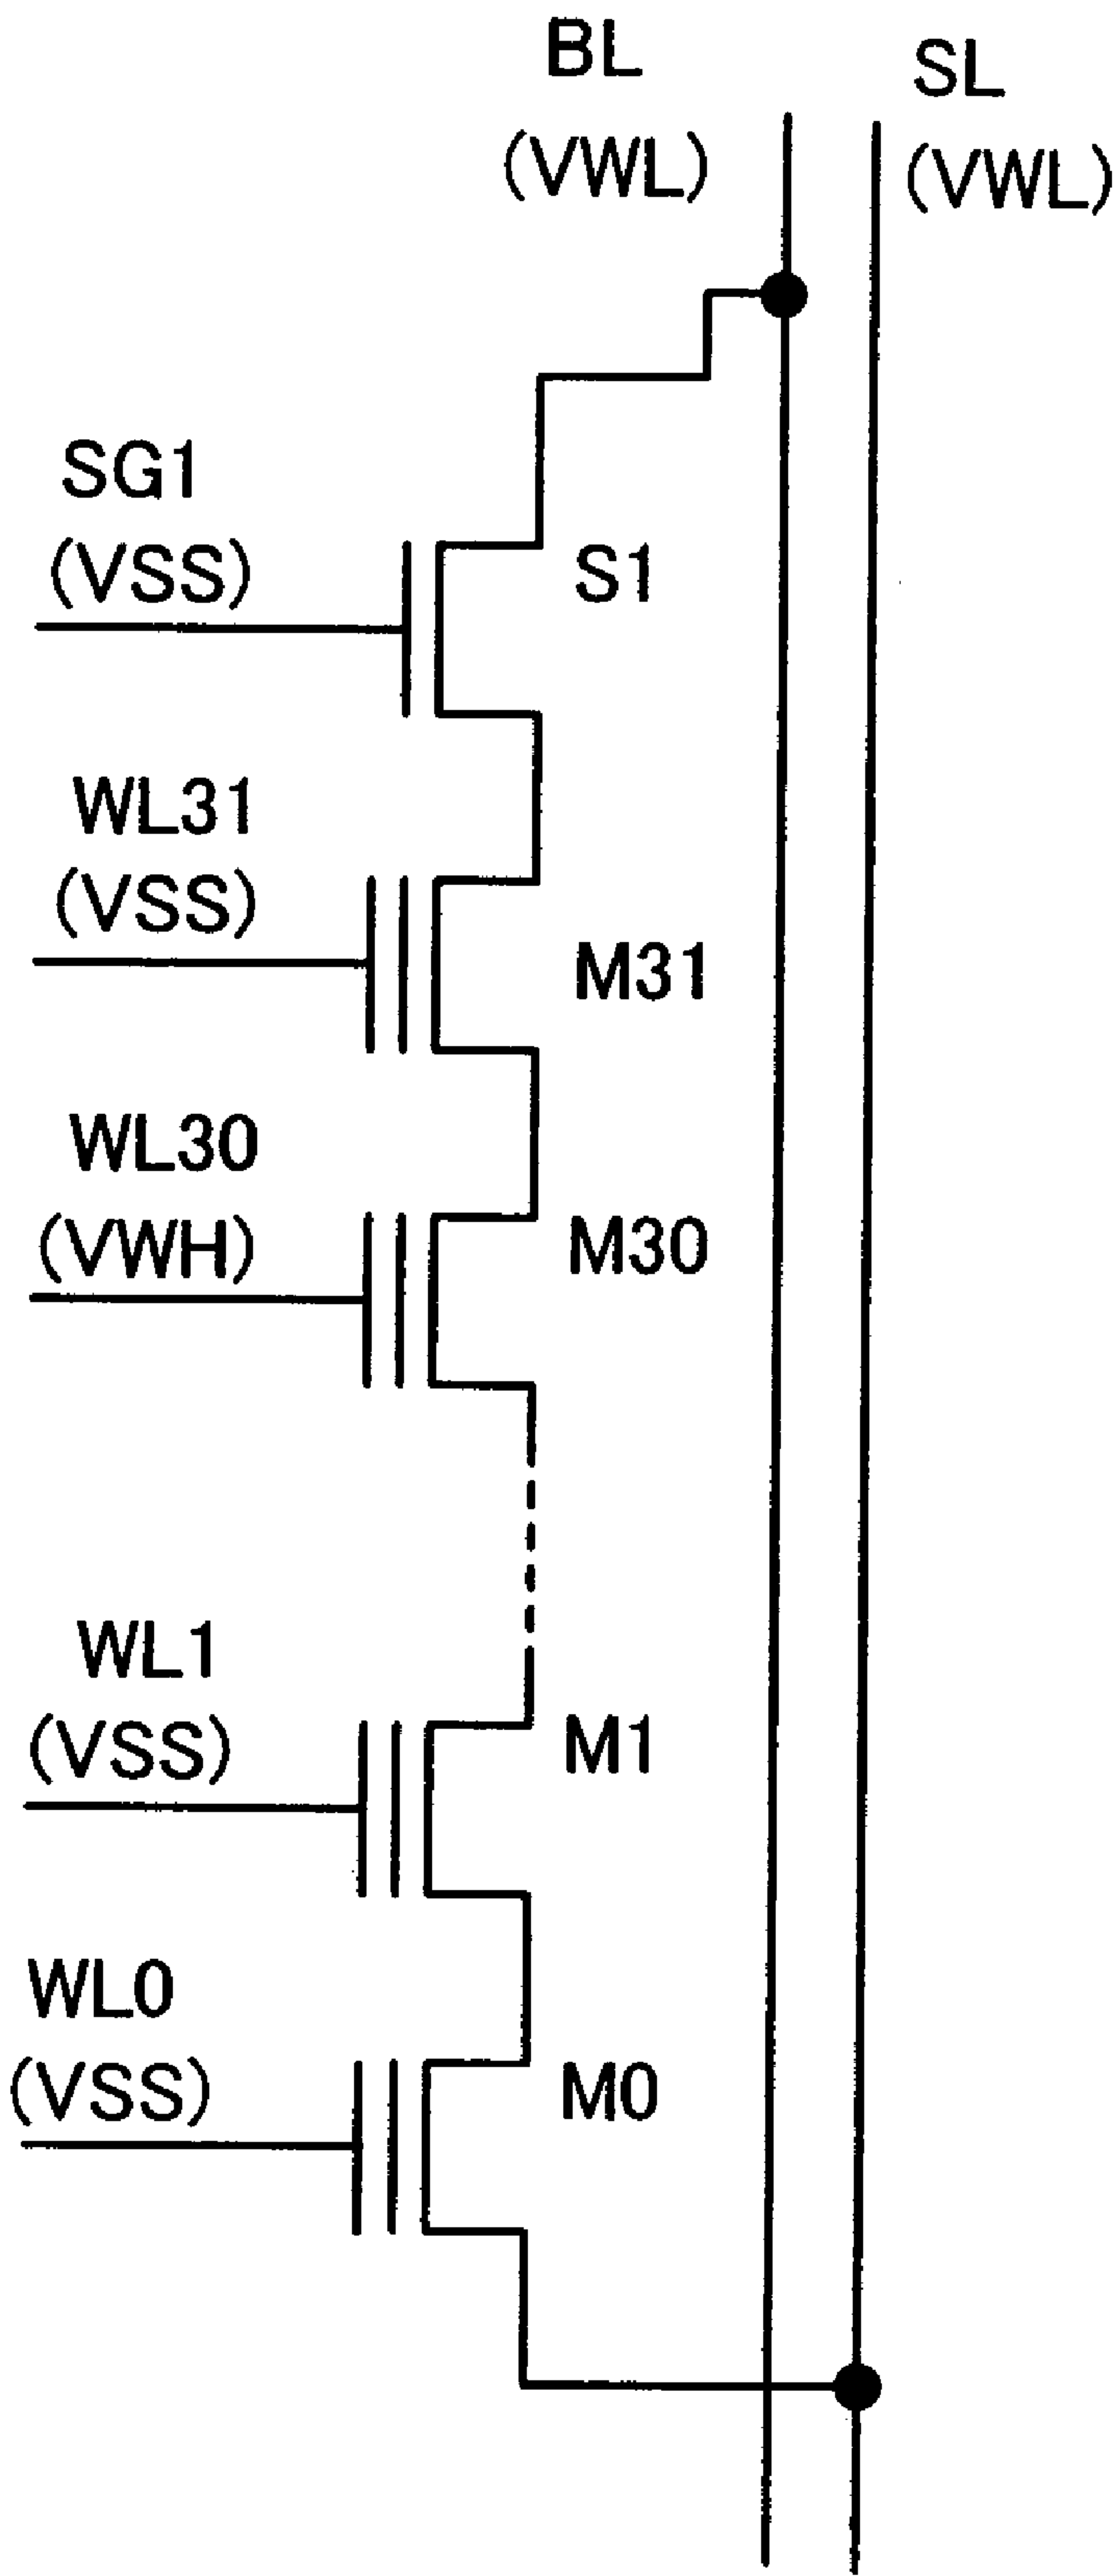 BL
(VWL)
SL
(VWL)
SG1
(VSS)
S1
WL31
(VSS)
M31
WL30
(VWH)
M30
WL1
(VSS)
M1
WL0
(VSS)
M0